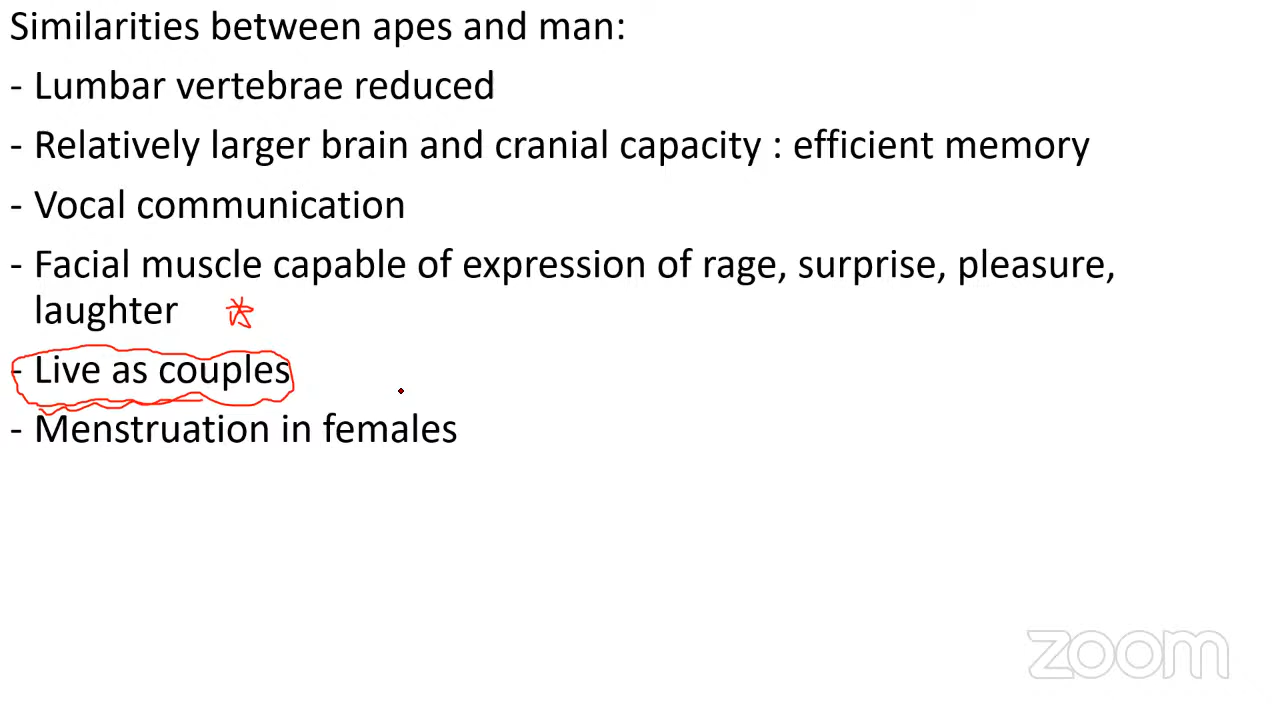 Similarities between apes and man:
- Lumbar vertebrae reduced
- Relatively larger brain and cranial capacity : efficient memory
- Vocal communication
- Facial muscle capable of expression of rage, surprise, pleasure,
laughter
- Live as couples
- Menstruation in females
zoom